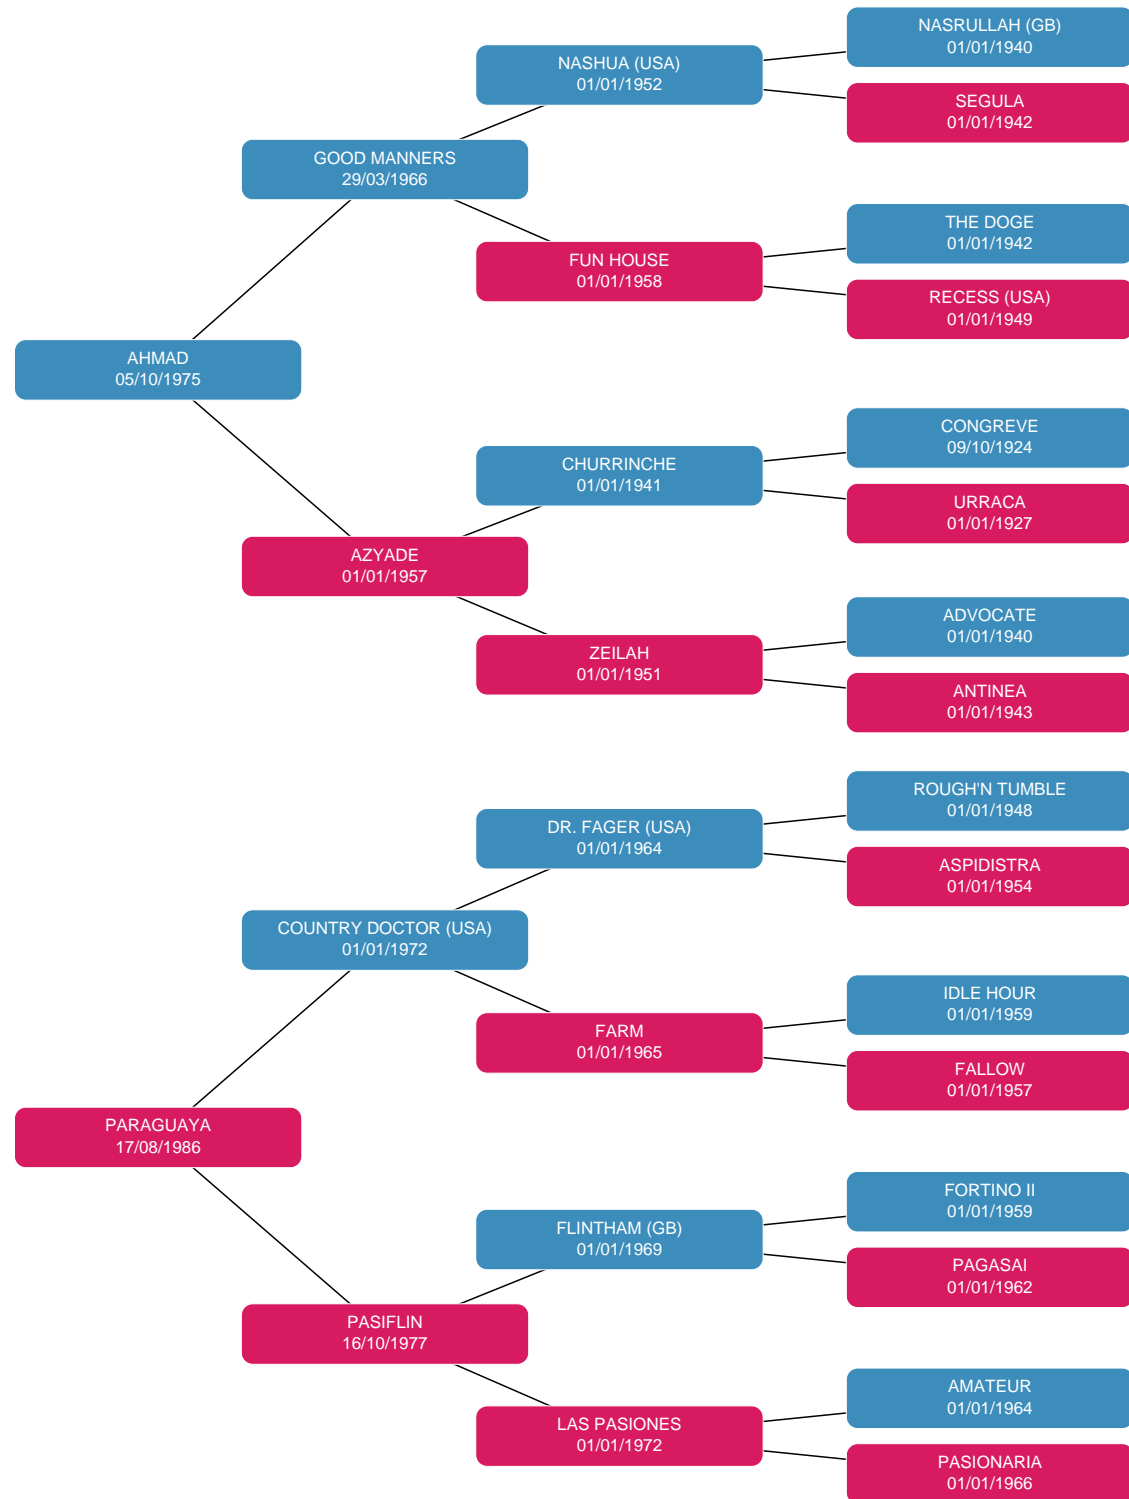 NASRULLAH (GB)
01/01/1940
NASHUA (USA)
01/01/1952
SEGULA
01/01/1942
GOOD MANNERS
29/03/1966
THE DOGE
01/01/1942
FUN HOUSE
01/01/1958
RECESS (USA)
01/01/1949
AHMAD
05/10/1975
CONGREVE
09/10/1924
CHURRINCHE
01/01/1941
URRACA
01/01/1927
AZYADE
01/01/1957
ADVOCATE
01/01/1940
ZEILAH
01/01/1951
ANTINEA
01/01/1943
ROUGH'N TUMBLE
01/01/1948
DR. FAGER (USA)
01/01/1964
ASPIDISTRA
01/01/1954
COUNTRY DOCTOR (USA)
01/01/1972
IDLE HOUR
01/01/1959
FARM
01/01/1965
FALLOW
01/01/1957
PARAGUAYA
17/08/1986
FORTINO II
01/01/1959
FLINTHAM (GB)
01/01/1969
PAGASAI
01/01/1962
PASIFLIN
16/10/1977
AMATEUR
01/01/1964
LAS PASIONES
01/01/1972
PASIONARIA
01/01/1966